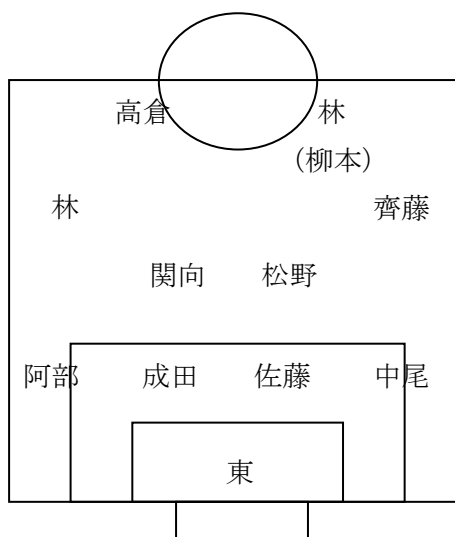 高倉 林
(柳本)
林 齊藤
関向 松野
阿部 成田 佐藤 中尾
東